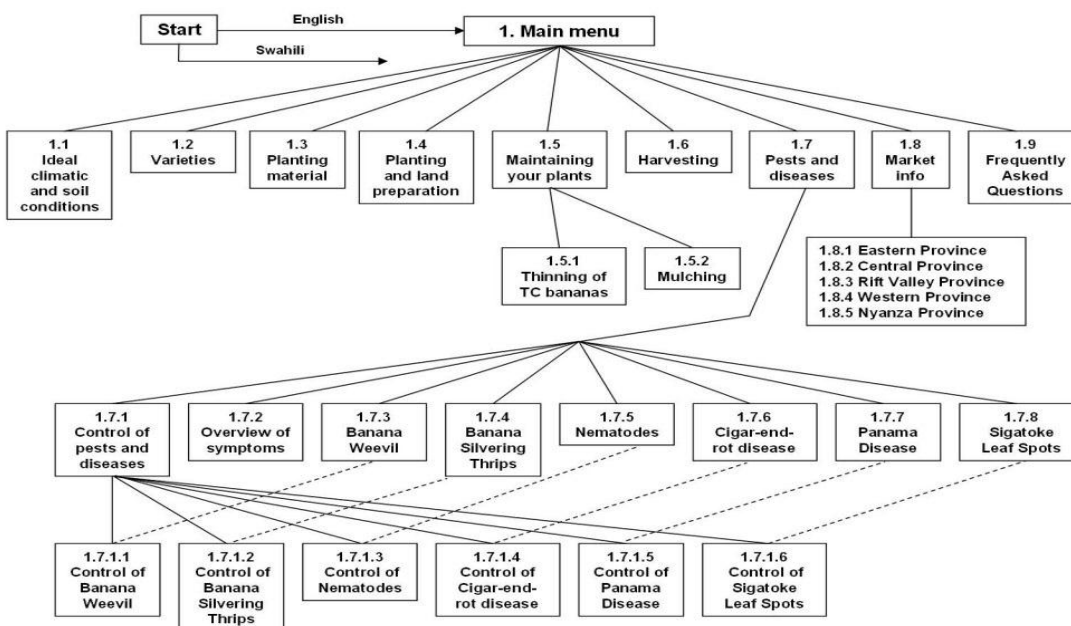 Start
English
Swahili
1. Main menu
1.1
Ideal
climatic
and soil
conditions
1.2
Varieties
1.3
Planting
material
1.4
Planting
and land
preparation
1.5
Maintaining
your plants
1.6
Harvesting
1.7
Pests and
diseases
1.8
Market
info
1.9
Frequently
Asked
Questions
1.5.1
Thinning of
TC bananas
1.5.2
Mulching
1.8.1 Eastern Province
1.8.2 Central Province
1.8.3 Rift Valley Province
1.8.4 Western Province
1.8.5 Nyanza Province
1.7.1
Control of
pests and
diseases
1.7.2
Overview of
symptoms
1.7.3
Banana
Weevil
1.7.4
Banana
Silvering
Thrips
1.7.5
Nematodes
1.7.6
Cigar-end-
rot disease
1.7.7
Panama
Disease
1.7.8
Sigatoke
Leaf Spots
1.7.1.1
Control of
Banana
Weevil
1.7.1.2
Control of
Banana
Silvering
Thrips
1.7.1.3
Control of
Nematodes
1.7.1.4
Control of
Cigar-end-
rot disease
1.7.1.5
Control of
Panama
Disease
1.7.1.6
Control of
Sigatoke
Leaf Spots